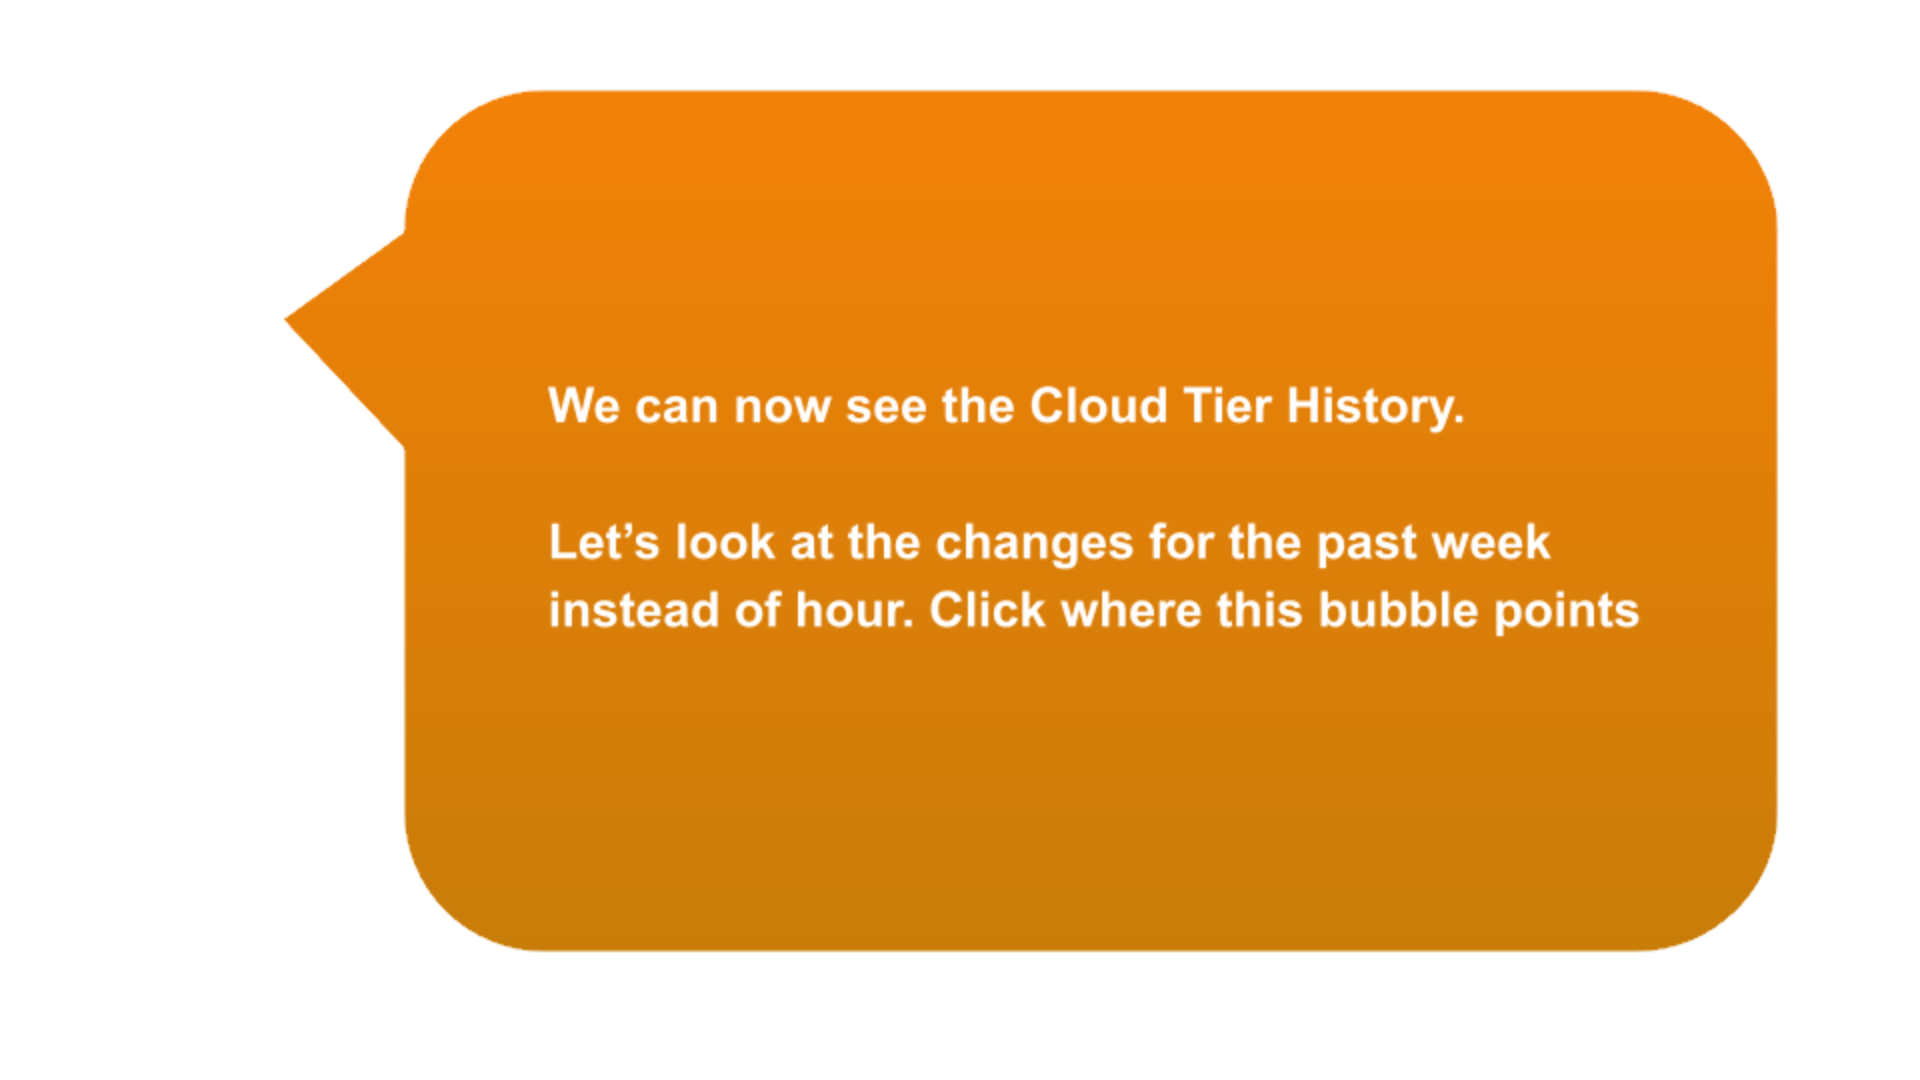 We can now see the Cloud Tier History.
Let’s look at the changes for the past week
instead of hour. Click where this bubble points